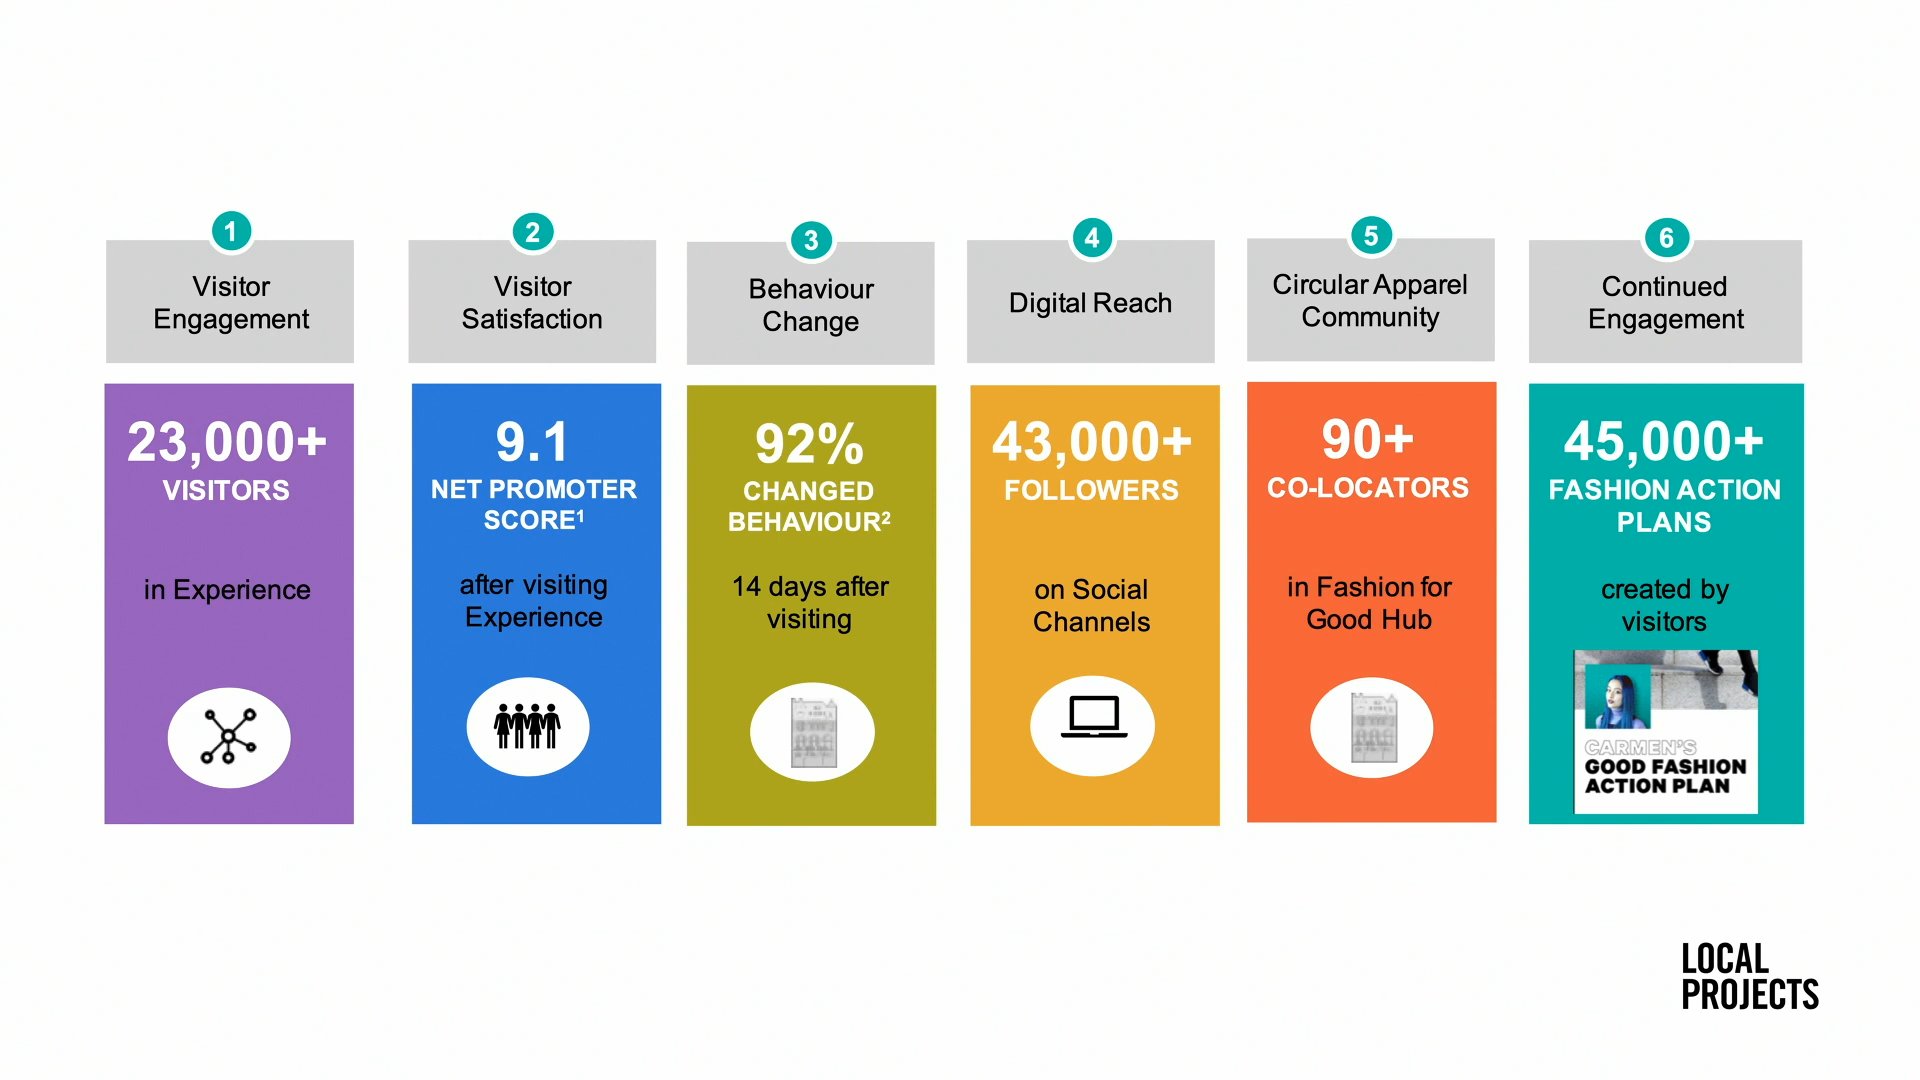 1
Visitor
Engagement
23,000+
VISITORS
in Experience
2
Visitor
Satisfaction
9.1
NET PROMOTER
SCORE¹
after visiting
Experience
3
Behaviour
Change
92%
CHANGED
BEHAVIOUR²
14 days after
visiting
4
Digital Reach
43,000+
FOLLOWERS
on Social
Channels
5
Circular Apparel
Community
90+
CO-LOCATORS
in Fashion for
Good Hub
6
Continued
Engagement
45,000+
FASHION ACTION
PLANS
created by
visitors
CARMEN'S
GOOD FASHION
ACTION PLAN
LOCAL
PROJECTS